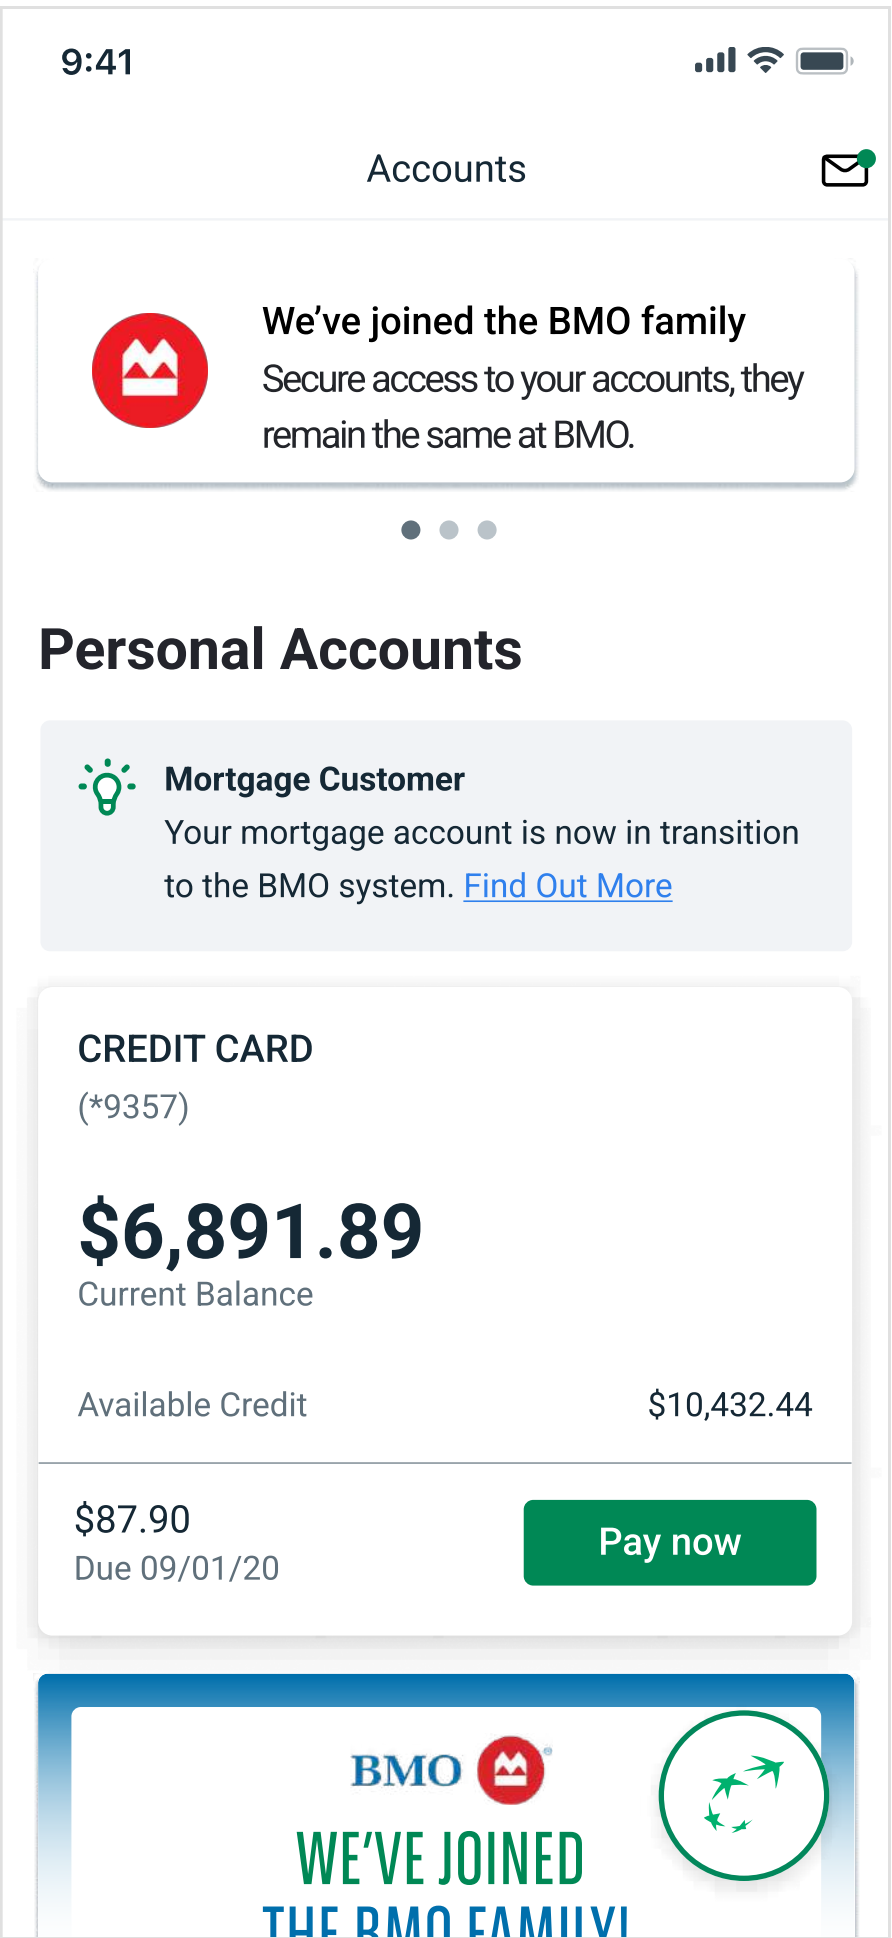 9:41
Accounts
We've joined the BMO family
Secure access to your accounts, they
remain the same at BMO.
Personal Accounts
Mortgage Customer
Your mortgage account is now in transition
to the BMO system. Find Out More
CREDIT CARD
(*9357)
$6,891.89
Current Balance
Available Credit $10,432.44
$87.90
Due 09/01/20
Pay now
BMO
WE'VE JOINED
THE BMO FAMILY!